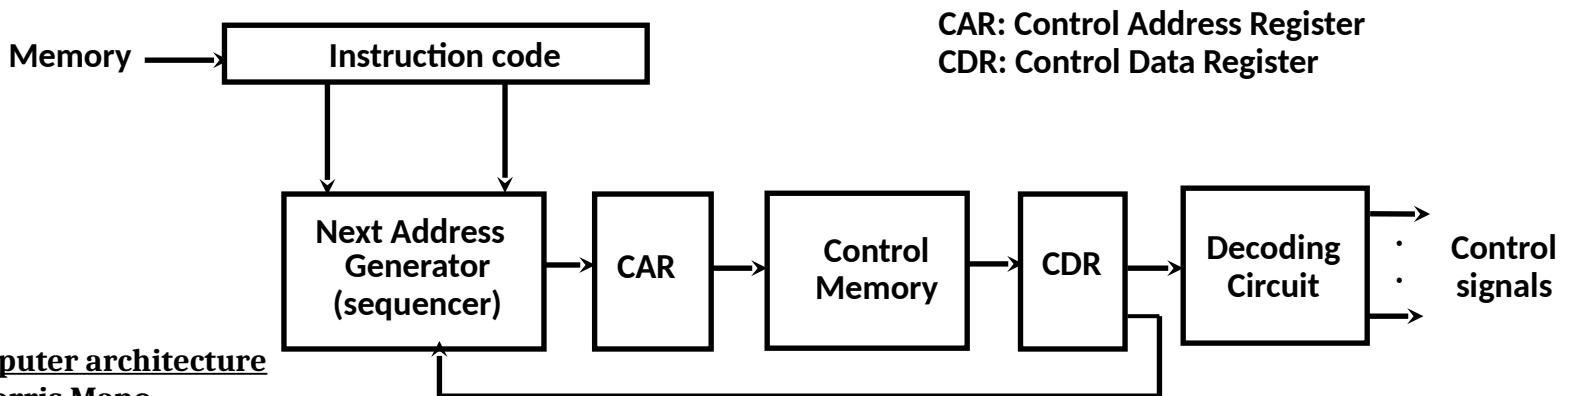 CAR: Control Address Register
CDR: Control Data Register
Memory
Instruction code
Next Address
Generator
(sequencer)
CAR
Control
Memory
CDR
Decoding
Circuit
Control
signals
architecture